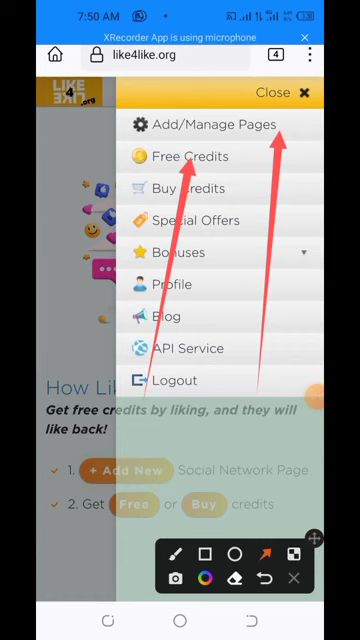 7:50 AM
XRecorder App is using microphone
like4like.org
4
LIKE
4
LIKE
.org
Close
Add/Manage Pages
Free Credits
Buy Credits
Special Offers
Bonuses
Profile
Blog
API Service
Logout
How Li
Get free credits by liking, and they will
like back!
1. + Add New Social Network Page
2. Get Free or Buy credits